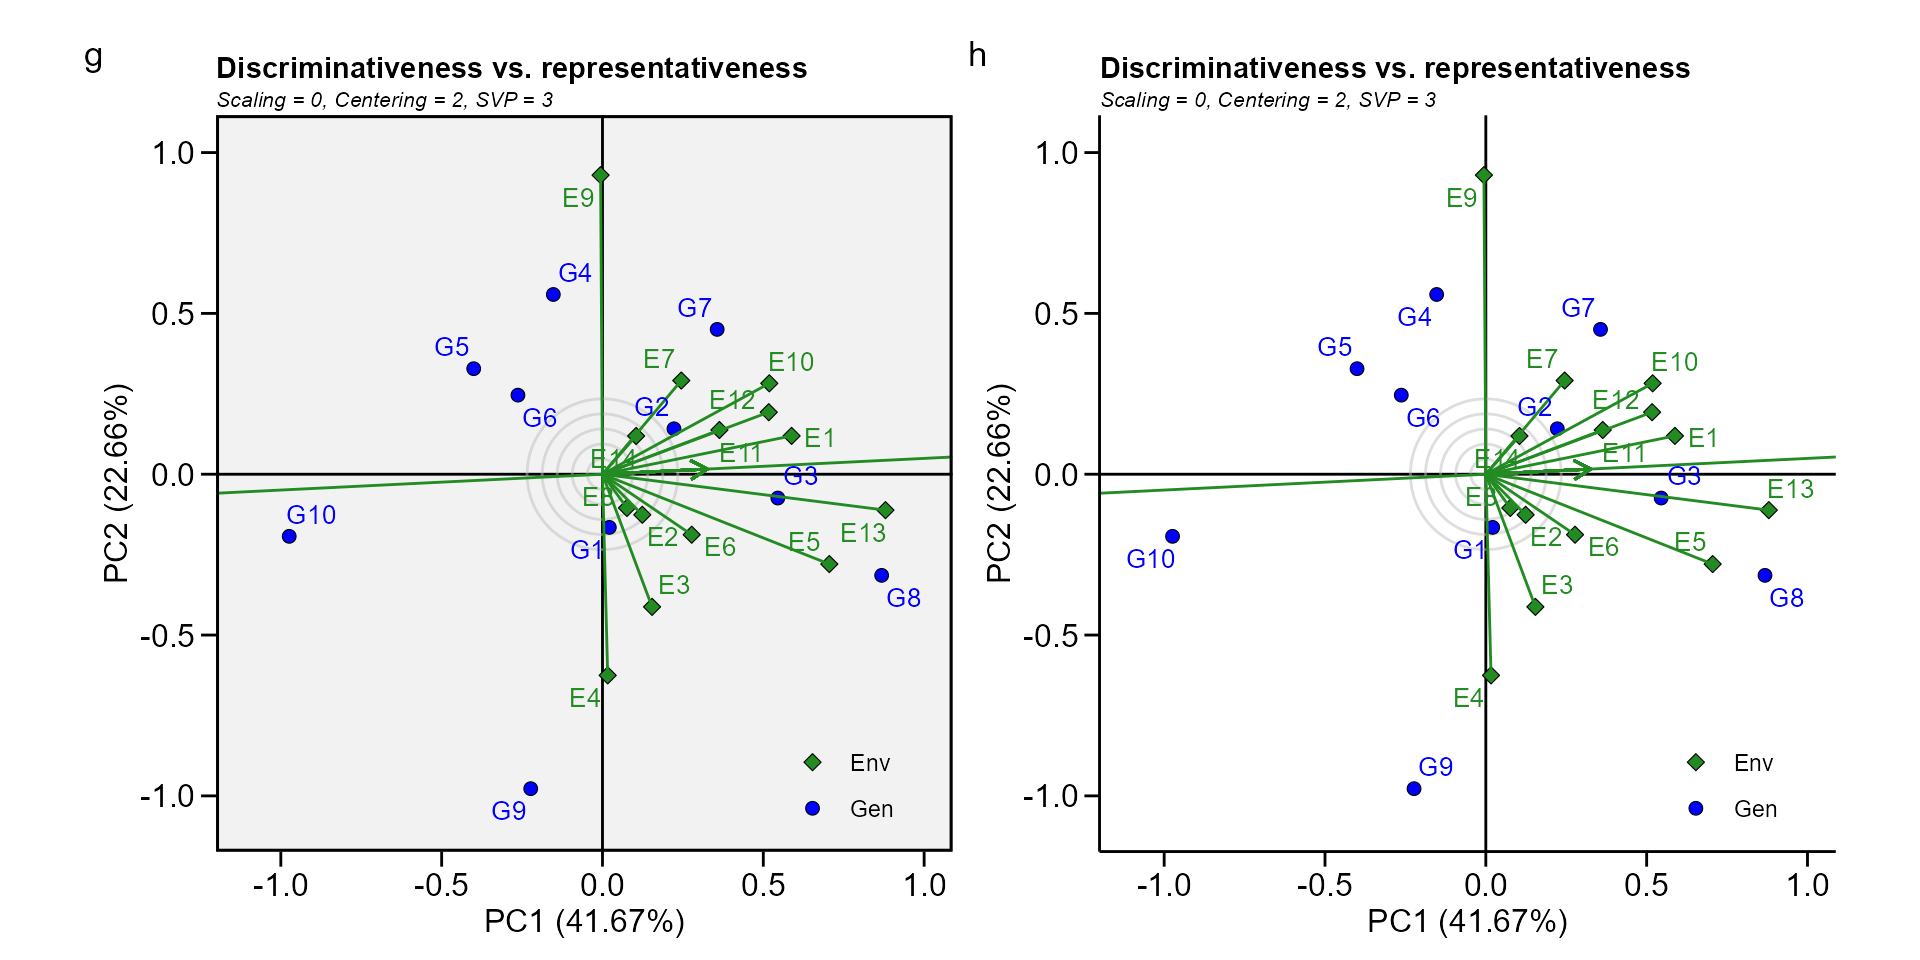 g
Discriminativeness vs. representativeness
Scaling = 0, Centering = 2, SVP = 3
1.0
0.5
0.0
-0.5
-1.0
PC2 (22.66%)
E9
G4
G7
G5
E7
E10
G6
G2
E12
E1
E11
E14
G3
G10
E2
E6
E5
E13
G1
E3
G8
E4
G9
Env
Gen
-1.0
-0.5
0.0
0.5
1.0
PC1 (41.67%)
h
Discriminativeness vs. representativeness
Scaling = 0, Centering = 2, SVP = 3
1.0
0.5
0.0
-0.5
-1.0
PC2 (22.66%)
E9
G4
G7
G5
E7
E10
G6
G2
E12
E1
E11
E14
G3
E13
G10
E2
E6
E5
G1
E3
G8
E4
G9
Env
Gen
-1.0
-0.5
0.0
0.5
1.0
PC1 (41.67%)